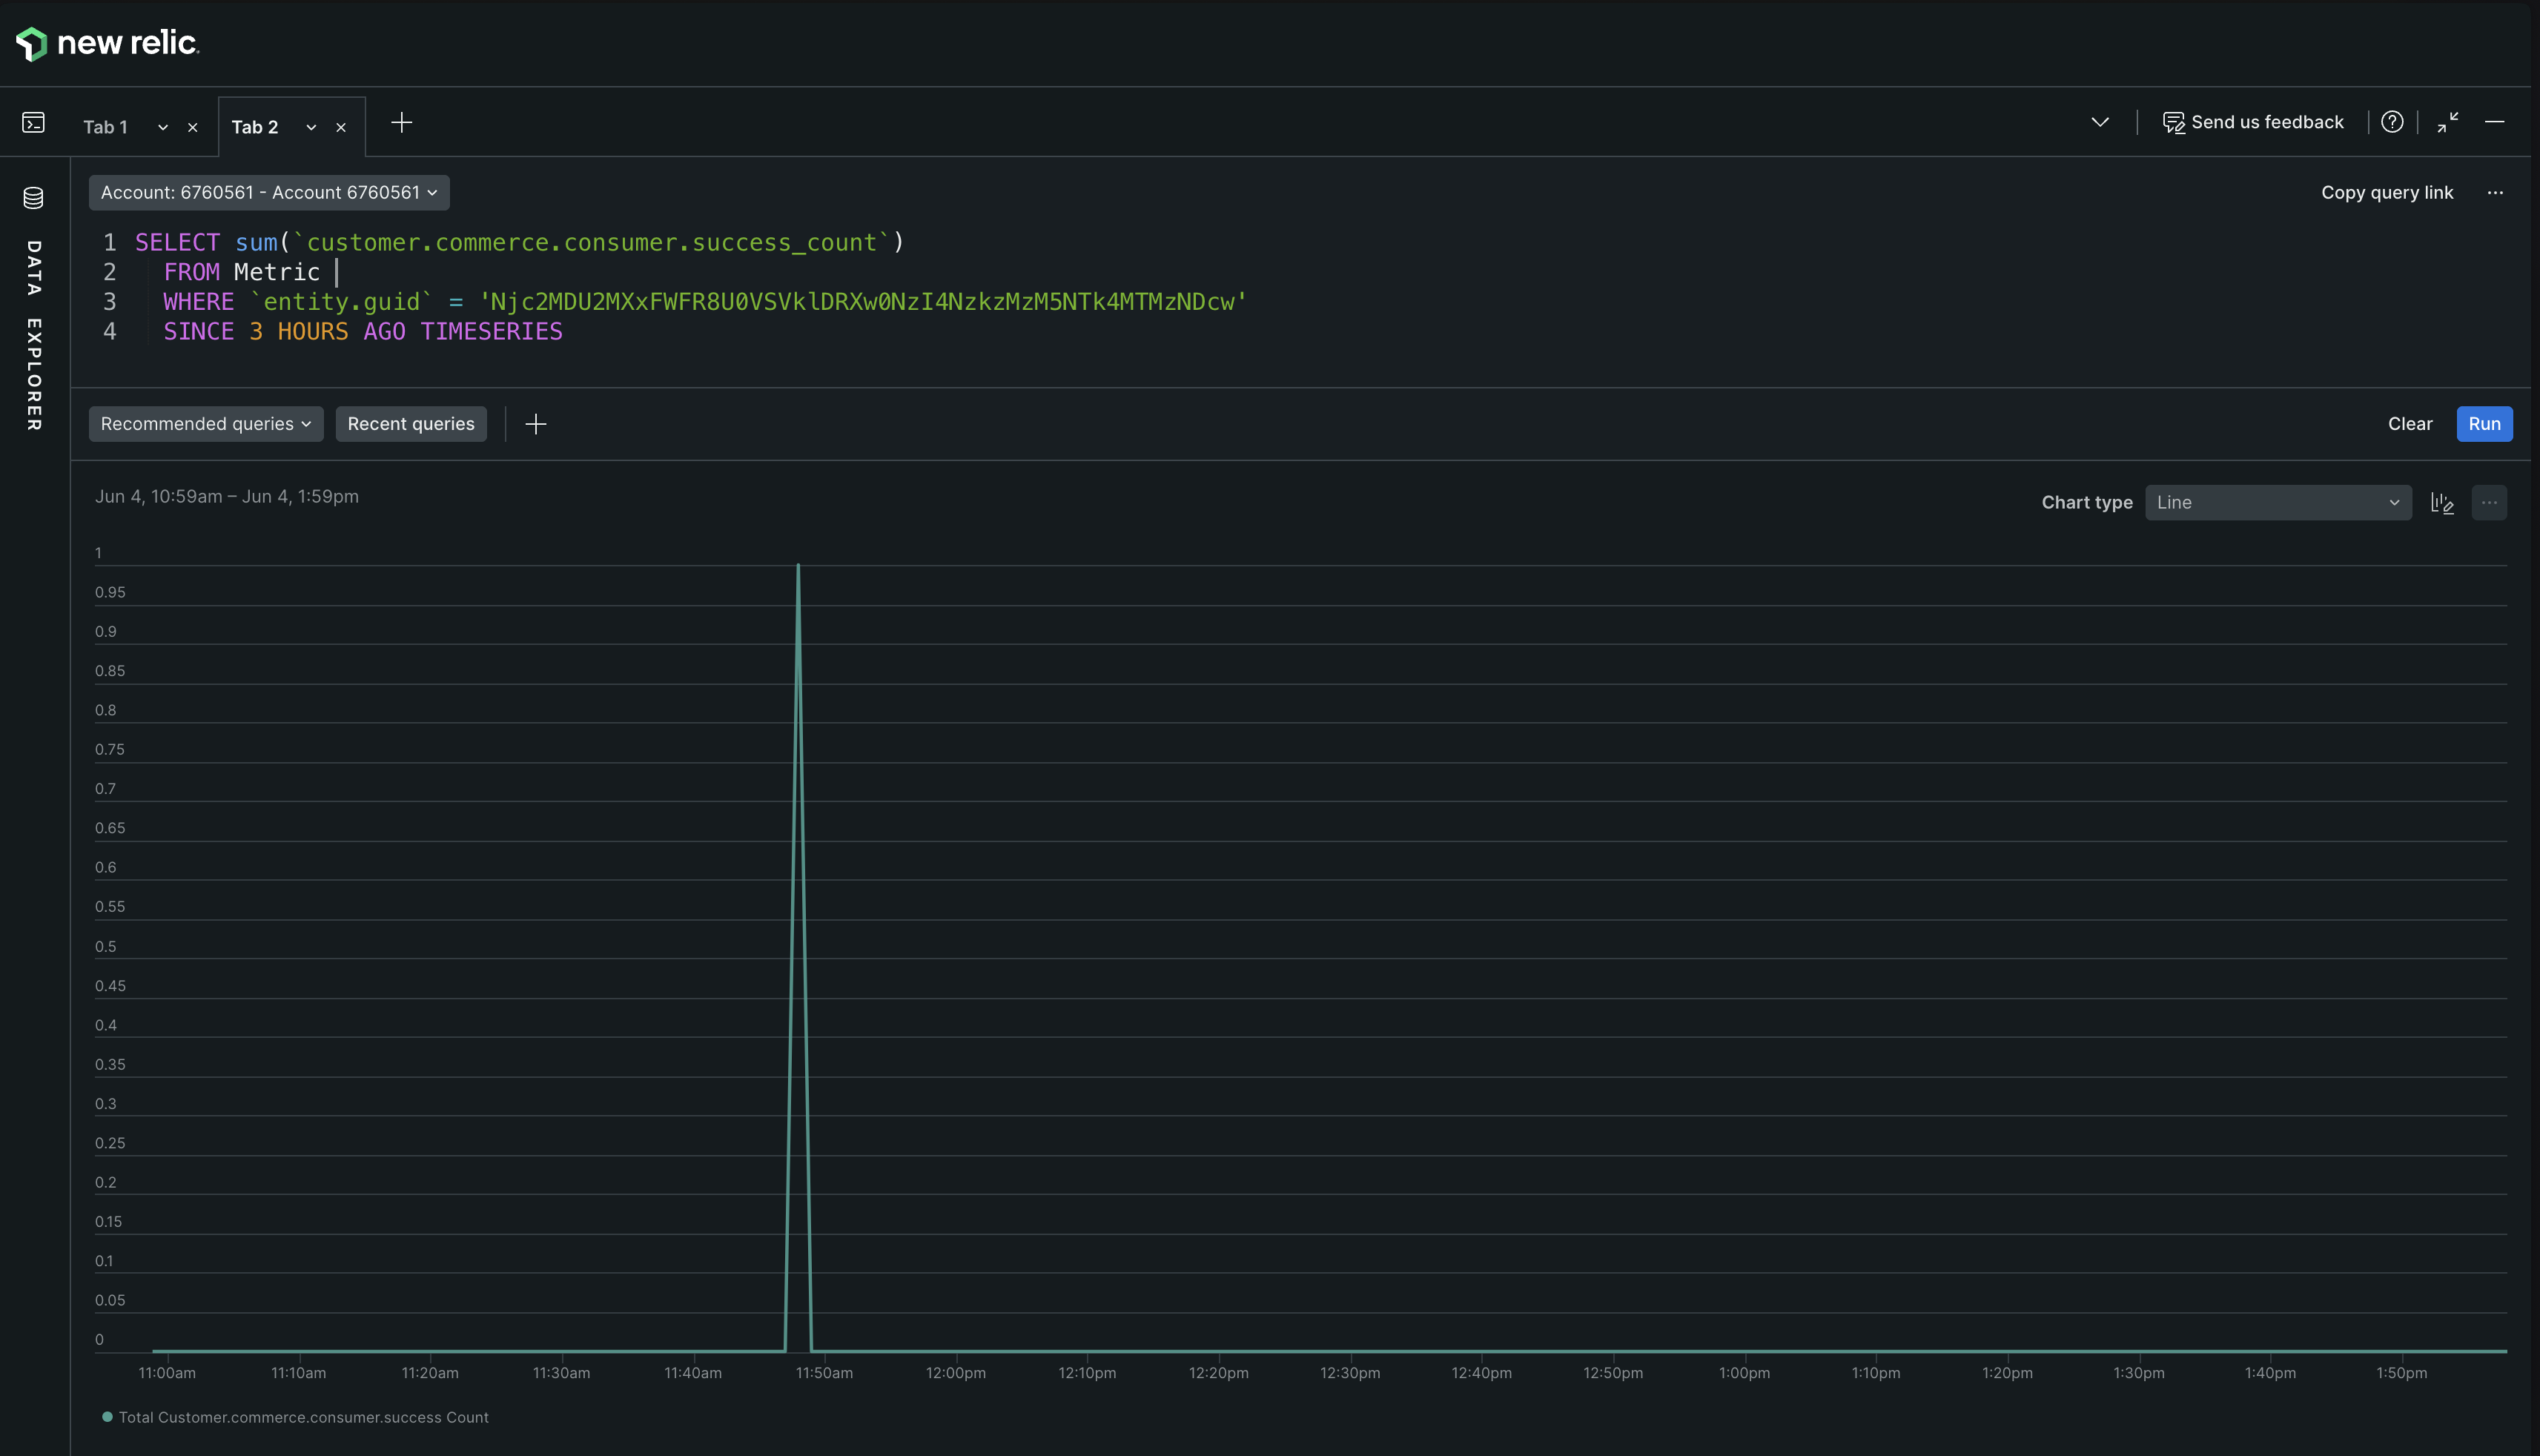 new relic
Tab 1
Tab 2
Send us feedback
Account: 6760561 - Account 6760561
Copy query link
DATA EXPLORER
1 SELECT sum(`customer.commerce.consumer.success_count`)
2 FROM Metric
3 WHERE `entity.guid` = 'Njc2MDU2MXxFWFR8U0VSVklDRXw0NzI4NzkzMzM5NTk4MTMzNDcw'
4 SINCE 3 HOURS AGO TIMESERIES
Recommended queries
Recent queries
Clear
Run
Jun 4, 10:59am – Jun 4, 1:59pm
Chart type
Line
1
0.95
0.9
0.85
0.8
0.75
0.7
0.65
0.6
0.55
0.5
0.45
0.4
0.35
0.3
0.25
0.2
0.15
0.1
0.05
0
11:00am 11:10am 11:20am 11:30am 11:40am 11:50am 12:00pm 12:10pm 12:20pm 12:30pm 12:40pm 12:50pm 1:00pm 1:10pm 1:20pm 1:30pm 1:40pm 1:50pm
Total Customer.commerce.consumer.success Count